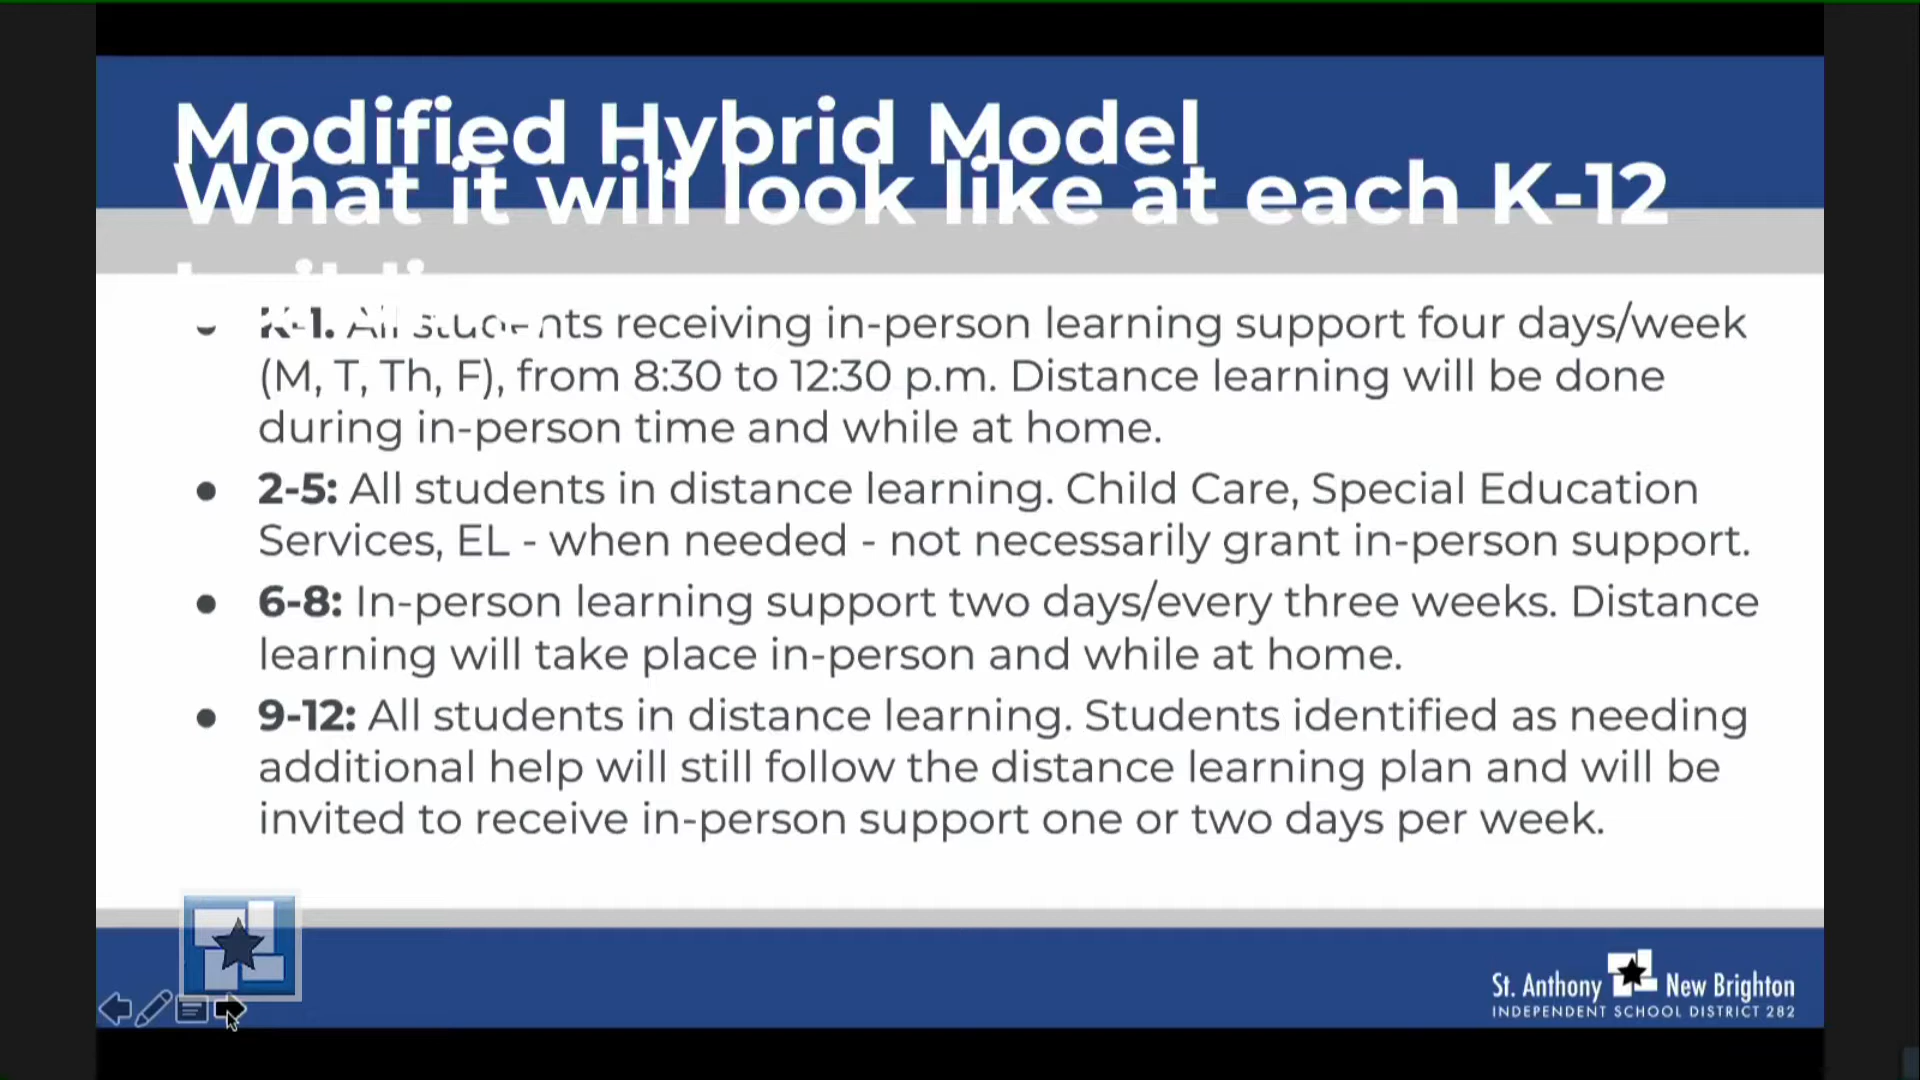 Modified Hybrid Model
What it will look like at each K-12
K-1. All students receiving in-person learning support four days/week
(M, T, Th, F), from 8:30 to 12:30 p.m. Distance learning will be done
during in-person time and while at home.
● 2-5: All students in distance learning. Child Care, Special Education
Services, EL - when needed - not necessarily grant in-person support.
● 6-8: In-person learning support two days/every three weeks. Distance
learning will take place in-person and while at home.
● 9-12: All students in distance learning. Students identified as needing
additional help will still follow the distance learning plan and will be
invited to receive in-person support one or two days per week.
St. Anthony New Brighton
INDEPENDENT SCHOOL DISTRICT 282